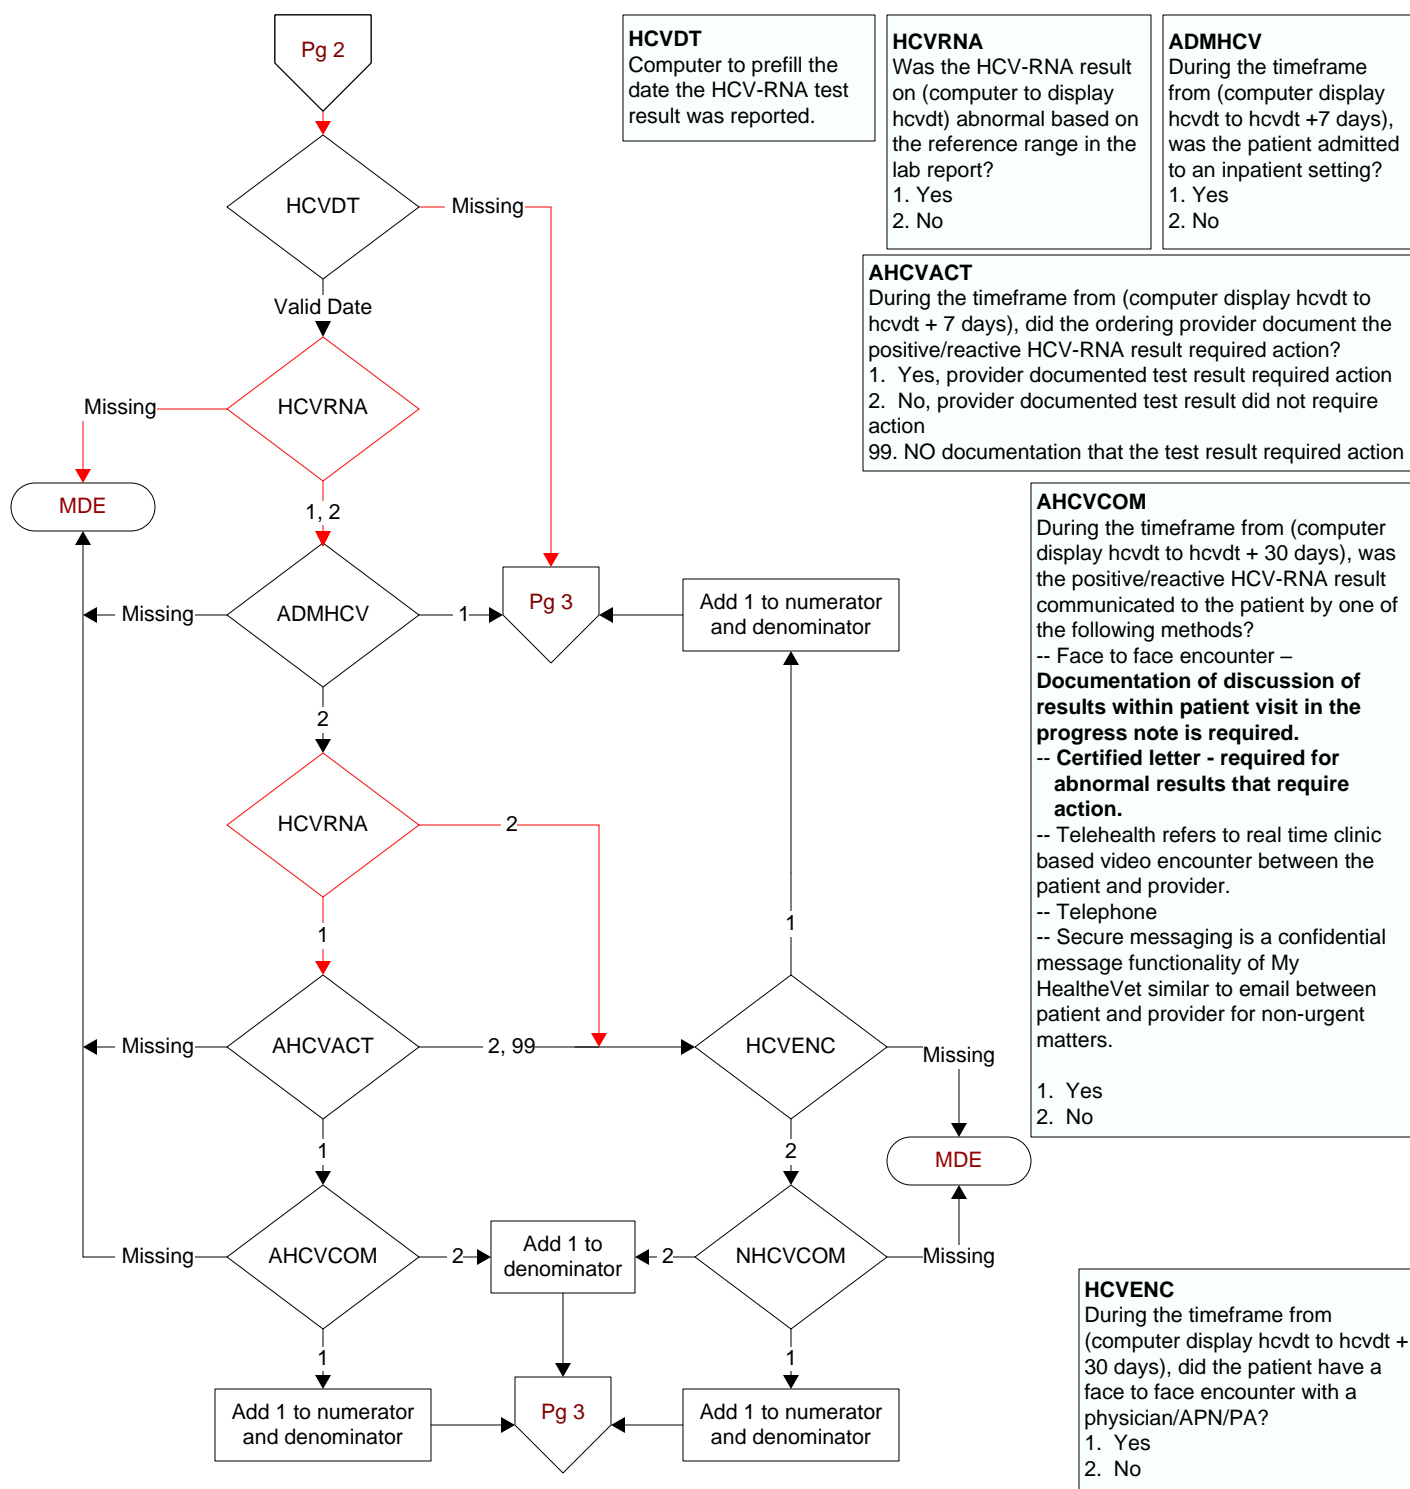 Pg 2
HCVDT
Computer to prefill the
date the HCV-RNA test
result was reported.
HCVRNA
Was the HCV-RNA result
on (computer to display
hcvdt) abnormal based on
the reference range in the
lab report?
1. Yes
2. No
ADMHCV
During the timeframe
from (computer display
hcvdt to hcvdt +7 days),
was the patient admitted
to an inpatient setting?
1. Yes
2. No
HCVDT
Missing
Valid Date
AHCVACT
During the timeframe from (computer display hcvdt to
hcvdt + 7 days), did the ordering provider document the
positive/reactive HCV-RNA result required action?
1. Yes, provider documented test result required action
2. No, provider documented test result did not require
action
99. NO documentation that the test result required action
Missing
HCVRNA
MDE
1, 2
AHCVCOM
During the timeframe from (computer
display hcvdt to hcvdt + 30 days), was
the positive/reactive HCV-RNA result
communicated to the patient by one of
the following methods?
-- Face to face encounter –
Documentation of discussion of
results within patient visit in the
progress note is required.
-- Certified letter - required for
abnormal results that require
action.
-- Telehealth refers to real time clinic
based video encounter between the
patient and provider.
-- Telephone
-- Secure messaging is a confidential
message functionality of My
HealtheVet similar to email between
patient and provider for non-urgent
matters.
1. Yes
2. No
Missing
ADMHCV
1
Pg 3
Add 1 to numerator
and denominator
2
HCVRNA
2
1
1
Missing
AHCVACT
2, 99
HCVENC
Missing
1
2
MDE
Missing
AHCVCOM
2
Add 1 to
denominator
2
NHCVCOM
Missing
HCVENC
During the timeframe from
(computer display hcvdt to hcvdt +
30 days), did the patient have a
face to face encounter with a
physician/APN/PA?
1. Yes
2. No
1
1
Add 1 to numerator
and denominator
Pg 3
Add 1 to numerator
and denominator